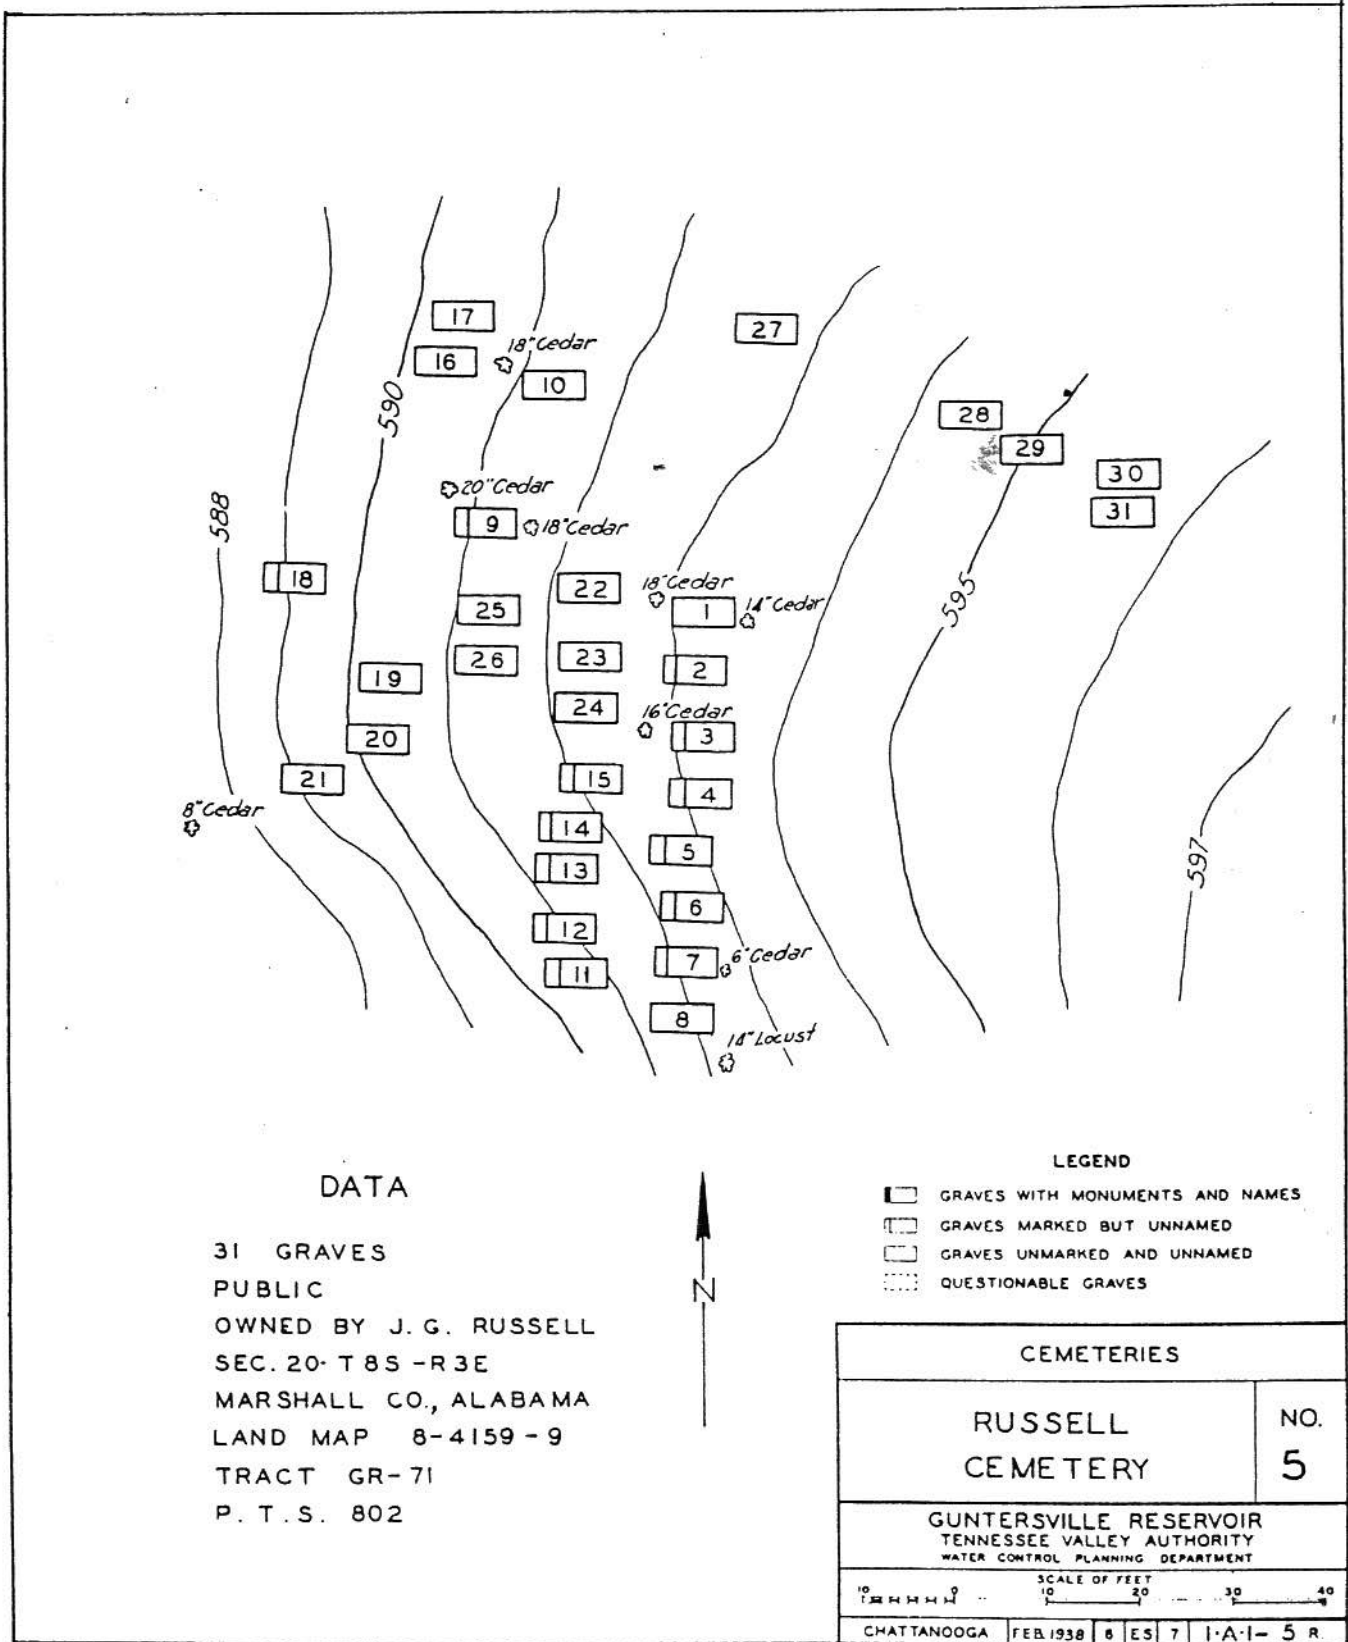 17
27
18"Cedar
16
10
590
28
29
30
20"Cedar
31
588
9
18"Cedar
18
22
18"Cedar
595
25
1
14"Cedar
23
26
2
19
24
16"Cedar
20
3
21
15
4
8"Cedar
14
5
13
597
6
12
7
6"Cedar
11
8
14"Locust
DATA
31 GRAVES
PUBLIC
OWNED BY J. G. RUSSELL
SEC. 20- T 8S -R 3E
MARSHALL CO., ALABAMA
LAND MAP 8-4159-9
TRACT GR-71
P. T. S. 802
N
LEGEND
GRAVES WITH MONUMENTS AND NAMES
GRAVES MARKED BUT UNNAMED
GRAVES UNMARKED AND UNNAMED
QUESTIONABLE GRAVES
CEMETERIES
RUSSELL
CEMETERY
NO.
5
GUNTERSVILLE RESERVOIR
TENNESSEE VALLEY AUTHORITY
WATER CONTROL PLANNING DEPARTMENT
SCALE OF FEET
10 0 10 20 30 40
CHATTANOOGA FEB. 1938 6 ES 7 1-A-1- 5 R.